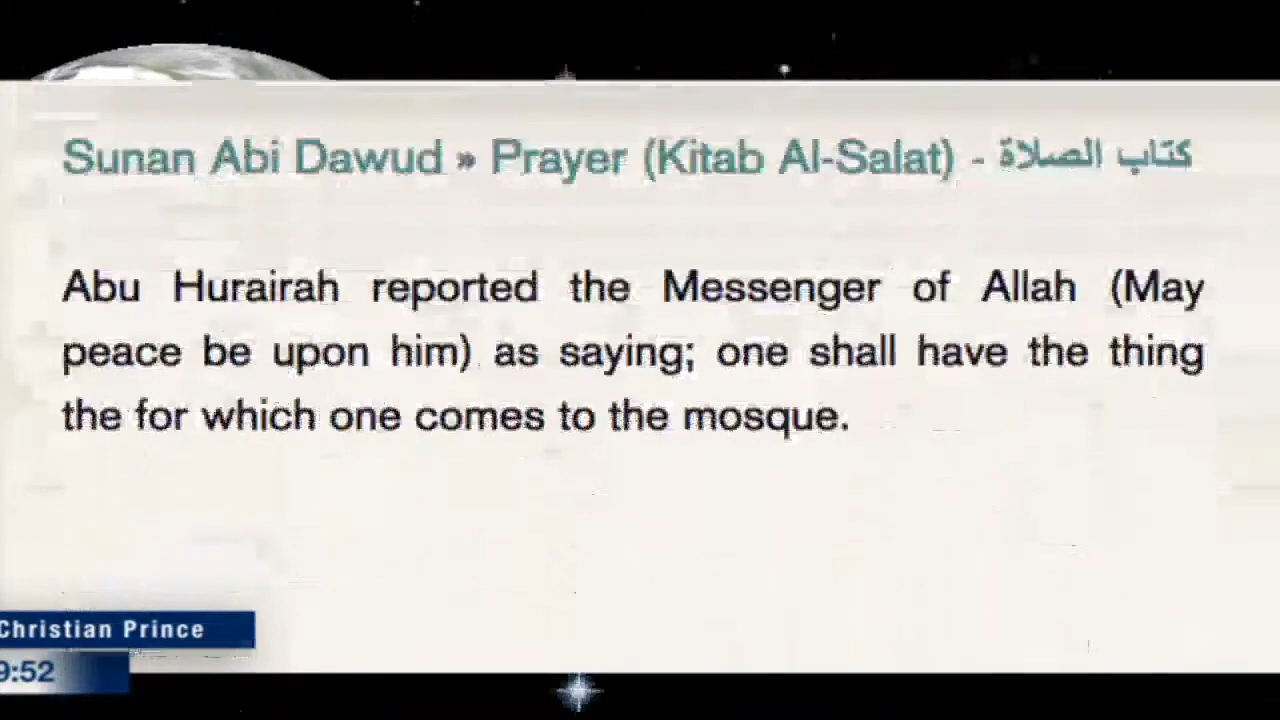 Sunan Abi Dawud » Prayer (Kitab Al-Salat) - كتاب الصلاة
Abu Hurairah reported the Messenger of Allah (May
peace be upon him) as saying; one shall have the thing
the for which one comes to the mosque.
Christian Prince
9:52